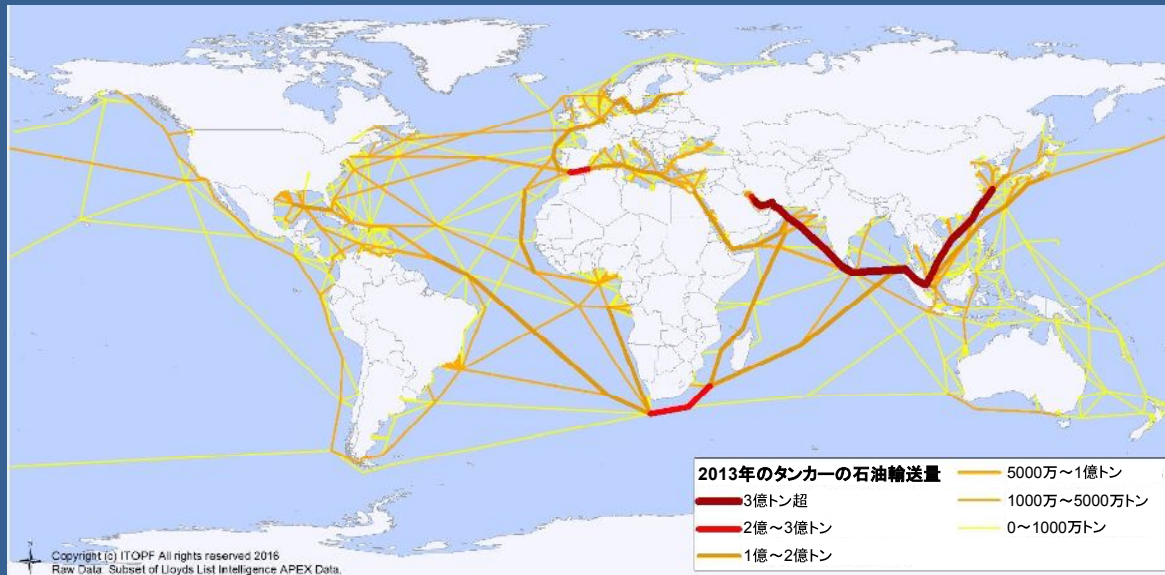 2013年のタンカーの石油輸送量
3億トン超
2億～3億トン
1億～2億トン
5000万～1億トン
1000万～5000万トン
0～1000万トン
N
Copyright (c) ITOPF All rights reserved 2016
Raw Data: Subset of Lloyds List Intelligence APEX Data.